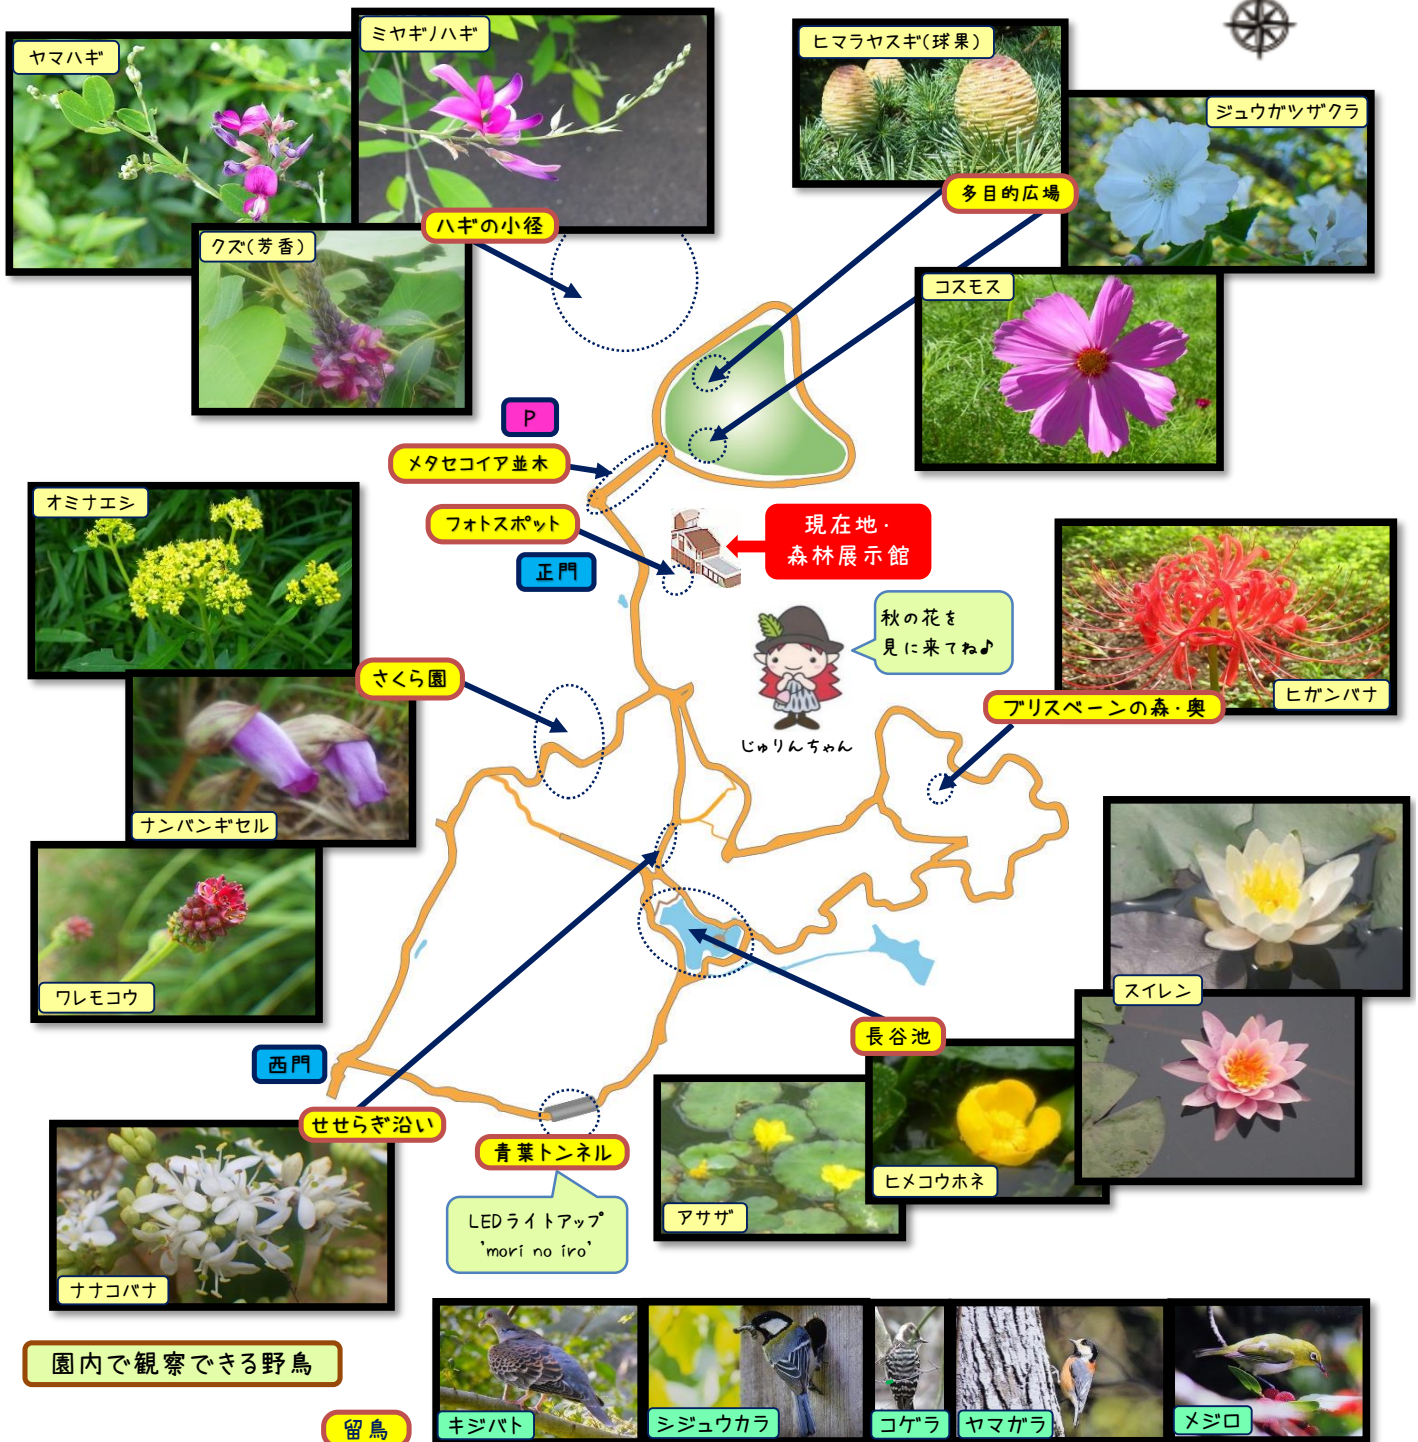 ヤマハギ
ミヤギノハギ
ヒマラヤスギ(球果)
ジュウガツザクラ
多目的広場
ハギの小径
クズ(芳香)
コスモス
P
メタセコイア並木
オミナエシ
フォトスポット
現在地・
森林展示館
正門
秋の花を
見に来てね♪
さくら園
ヒガンバナ
ブリスベーンの森・奥
じゅりんちゃん
ナンバンギセル
ワレモコウ
スイレン
長谷池
西門
せせらぎ沿い
青葉トンネル
ヒメコウホネ
アサザ
LEDライトアップ
'mori no iro'
ナナコバナ
園内で観察できる野鳥
留鳥
キジバト
シジュウカラ
コゲラ
ヤマガラ
メジロ